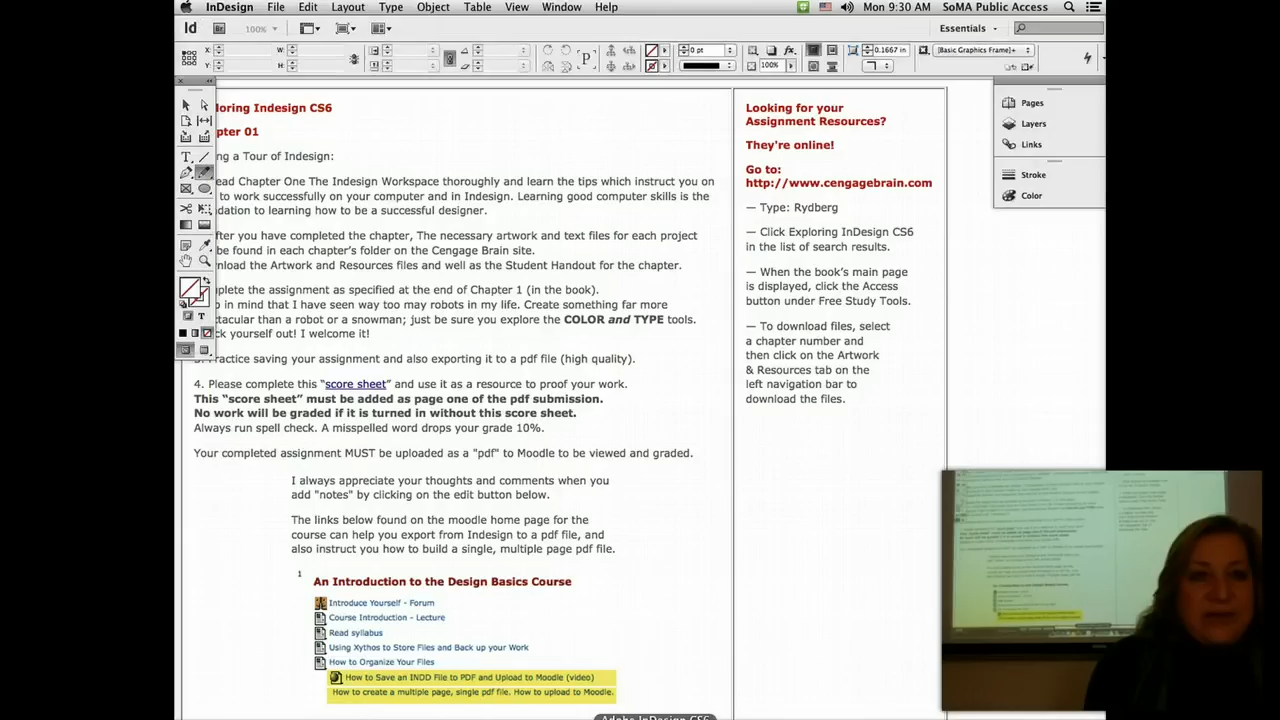 InDesign File Edit Layout Type Object Table View Window Help
Mon 9:30 AM SoMA Public Access
Id Br 100% Essentials
X: W: 0 pt 0.1667 in [Basic Graphics Frame]+
Y: H: 100%
Pages
Layers
Links
Stroke
Color
loring Indesign CS6
pter 01
ng a Tour of Indesign:
ead Chapter One The Indesign Workspace thoroughly and learn the tips which instruct you on
to work successfully on your computer and in Indesign. Learning good computer skills is the
ndation to learning how to be a successful designer.
fter you have completed the chapter, The necessary artwork and text files for each project
be found in each chapter's folder on the Cengage Brain site.
nload the Artwork and Resources files and well as the Student Handout for the chapter.
plete the assignment as specified at the end of Chapter 1 (in the book).
p in mind that I have seen way too may robots in my life. Create something far more
ctacular than a robot or a snowman; just be sure you explore the COLOR and TYPE tools.
ck yourself out! I welcome it!
3. Practice saving your assignment and also exporting it to a pdf file (high quality).
4. Please complete this "score sheet" and use it as a resource to proof your work.
This "score sheet" must be added as page one of the pdf submission.
No work will be graded if it is turned in without this score sheet.
Always run spell check. A misspelled word drops your grade 10%.
Your completed assignment MUST be uploaded as a "pdf" to Moodle to be viewed and graded.
I always appreciate your thoughts and comments when you
add "notes" by clicking on the edit button below.
The links below found on the moodle home page for the
course can help you export from Indesign to a pdf file, and
also instruct you how to build a single, multiple page pdf file.
1
An Introduction to the Design Basics Course
Introduce Yourself - Forum
Course Introduction - Lecture
Read syllabus
Using Xythos to Store Files and Back up your Work
How to Organize Your Files
How to Save an INDD File to PDF and Upload to Moodle (video)
How to create a multiple page, single pdf file. How to upload to Moodle.
Adobe InDesign CS6
Looking for your
Assignment Resources?
They're online!
Go to:
http://www.cengagebrain.com
— Type: Rydberg
— Click Exploring InDesign CS6
in the list of search results.
— When the book's main page
is displayed, click the Access
button under Free Study Tools.
— To download files, select
a chapter number and
then click on the Artwork
& Resources tab on the
left navigation bar to
download the files.